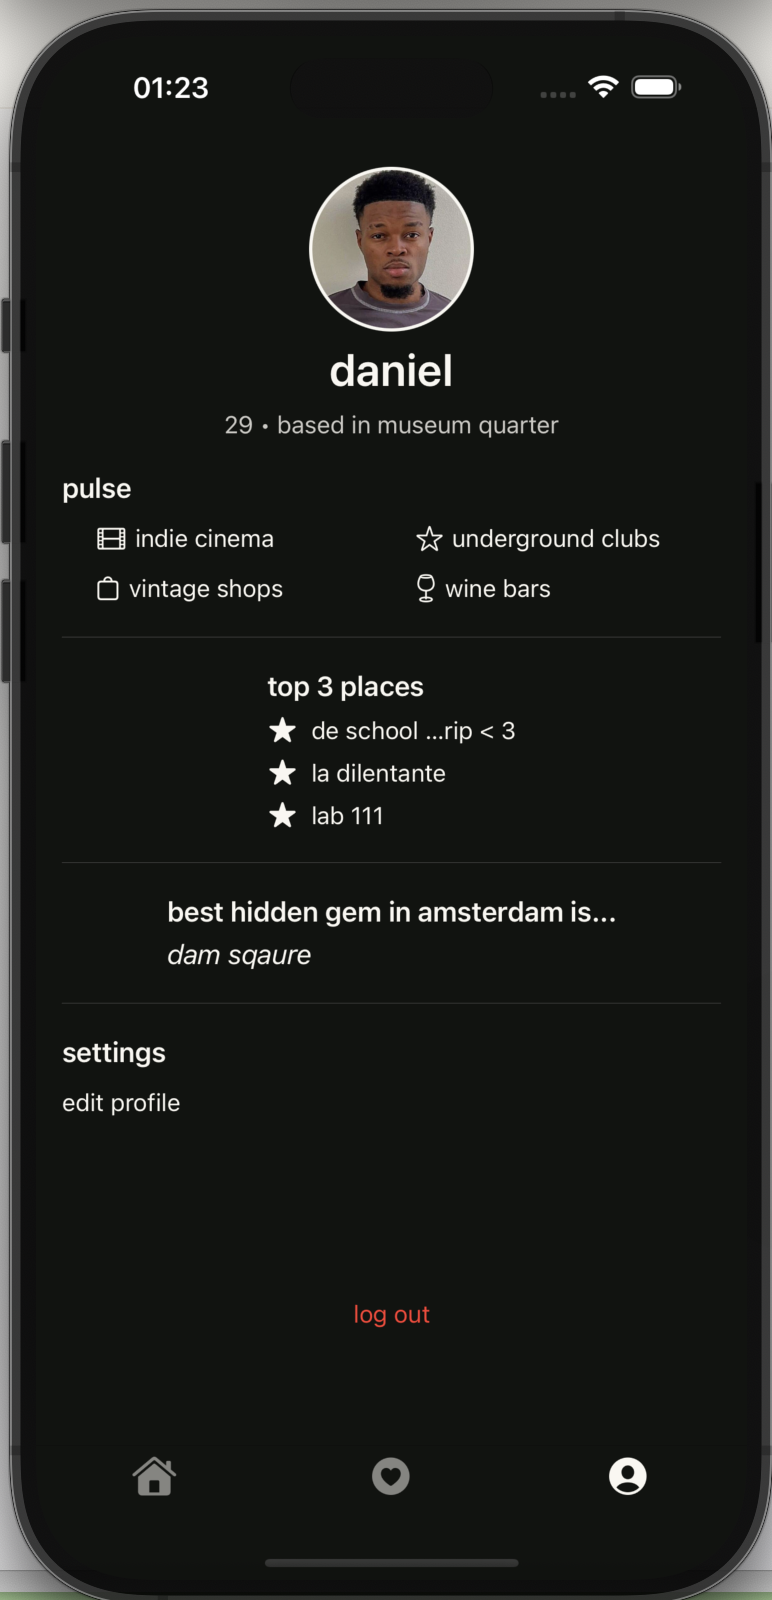 01:23
daniel
29 • based in museum quarter
pulse
indie cinema
underground clubs
vintage shops
wine bars
top 3 places
de school ...rip < 3
la dilentante
lab 111
best hidden gem in amsterdam is...
dam sqaure
settings
edit profile
log out